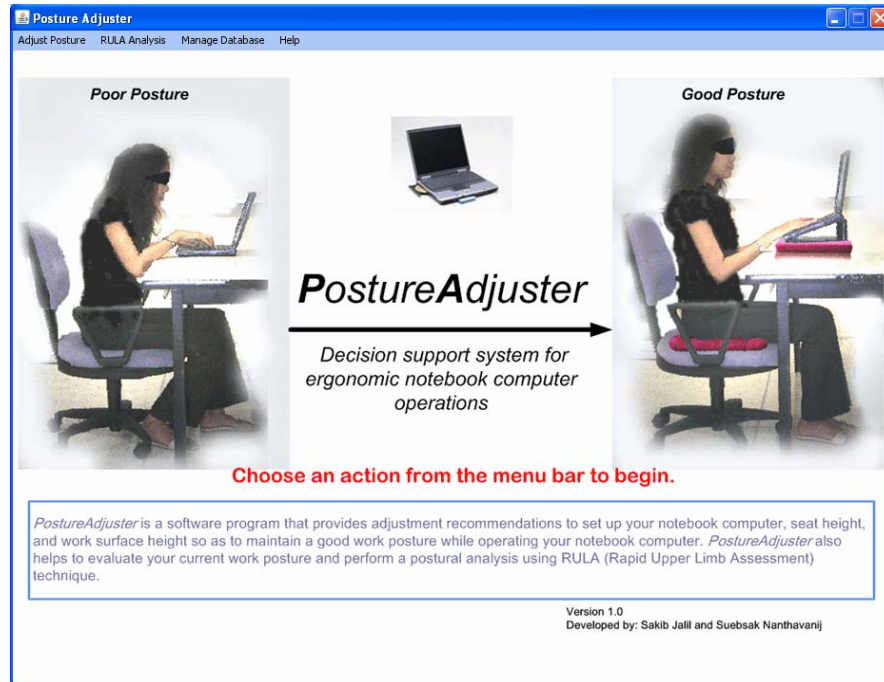 Posture Adjuster
Adjust Posture RULA Analysis Manage Database Help
Poor Posture
Good Posture
PostureAdjuster
Decision support system for
ergonomic notebook computer
operations
Choose an action from the menu bar to begin.
PostureAdjuster is a software program that provides adjustment recommendations to set up your notebook computer, seat height,
and work surface height so as to maintain a good work posture while operating your notebook computer. PostureAdjuster also
helps to evaluate your current work posture and perform a postural analysis using RULA (Rapid Upper Limb Assessment)
technique.
Version 1.0
Developed by: Sakib Jalil and Suebsak Nanthavanij